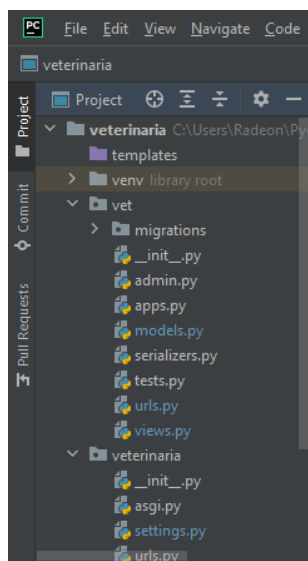 PC File Edit View Navigate Code
veterinaria
Project
Project
veterinaria C:\Users\Radeon\Py
templates
venv library root
Commit
vet
migrations
__init__.py
admin.py
apps.py
Pull Requests
models.py
serializers.py
tests.py
urls.py
views.py
veterinaria
__init__.py
asgi.py
settings.py
urls.py